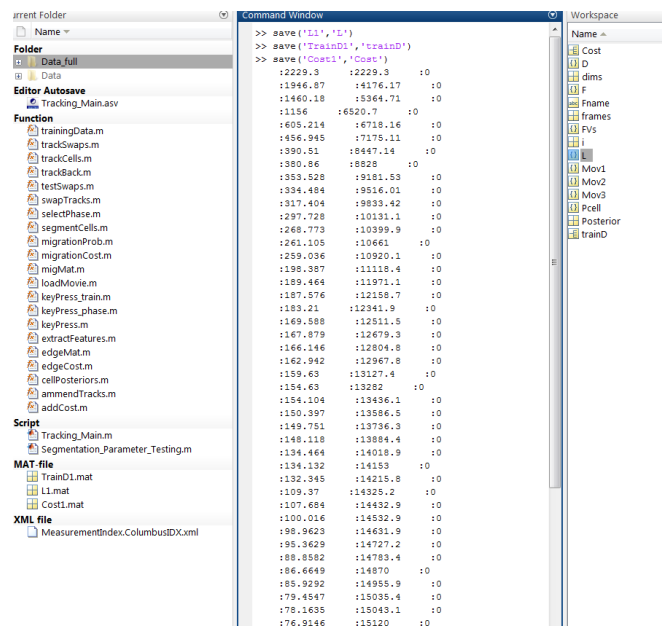 urrent Folder
Name
Folder
Data_full
Data
Editor Autosave
Tracking_Main.asv
Function
trainingData.m
trackSwaps.m
trackCells.m
trackBack.m
testSwaps.m
swapTracks.m
selectPhase.m
segmentCells.m
migrationProb.m
migrationCost.m
migMat.m
loadMovie.m
keyPress_train.m
keyPress_phase.m
keyPress.m
extractFeatures.m
edgeMat.m
edgeCost.m
cellPosteriors.m
ammendTracks.m
addCost.m
Script
Tracking_Main.m
Segmentation_Parameter_Testing.m
MAT-file
TrainD1.mat
L1.mat
Cost1.mat
XML file
MeasurementIndex.ColumbusIDX.xml
Command Window
>> save('L1','L')
>> save('TrainD1','trainD')
>> save('Cost1','Cost')
:2229.3 :2229.3 :0
:1946.87 :4176.17 :0
:1460.18 :5364.71 :0
:1156 :6520.7 :0
:605.214 :6718.16 :0
:456.945 :7175.11 :0
:390.51 :8447.14 :0
:380.86 :8828 :0
:353.528 :9181.53 :0
:334.484 :9516.01 :0
:317.404 :9833.42 :0
:297.728 :10131.1 :0
:268.773 :10399.9 :0
:261.105 :10661 :0
:259.036 :10920.1 :0
:198.387 :11118.4 :0
:189.464 :11971.1 :0
:187.576 :12158.7 :0
:183.21 :12341.9 :0
:169.588 :12511.5 :0
:167.879 :12679.3 :0
:166.146 :12804.8 :0
:162.942 :12967.8 :0
:159.63 :13127.4 :0
:154.63 :13282 :0
:154.104 :13436.1 :0
:150.397 :13586.5 :0
:149.751 :13736.3 :0
:148.118 :13884.4 :0
:134.464 :14018.9 :0
:134.132 :14153 :0
:132.345 :14215.8 :0
:109.37 :14325.2 :0
:107.684 :14432.9 :0
:100.016 :14532.9 :0
:98.9623 :14631.9 :0
:95.3629 :14727.2 :0
:88.8582 :14783.4 :0
:86.6649 :14870 :0
:85.9292 :14955.9 :0
:79.4547 :15035.4 :0
:78.1635 :15043.1 :0
:76.9146 :15120 :0
Workspace
Name
Cost
D
dims
F
Fname
frames
FVs
i
L
Mov1
Mov2
Mov3
Pcell
Posterior
trainD